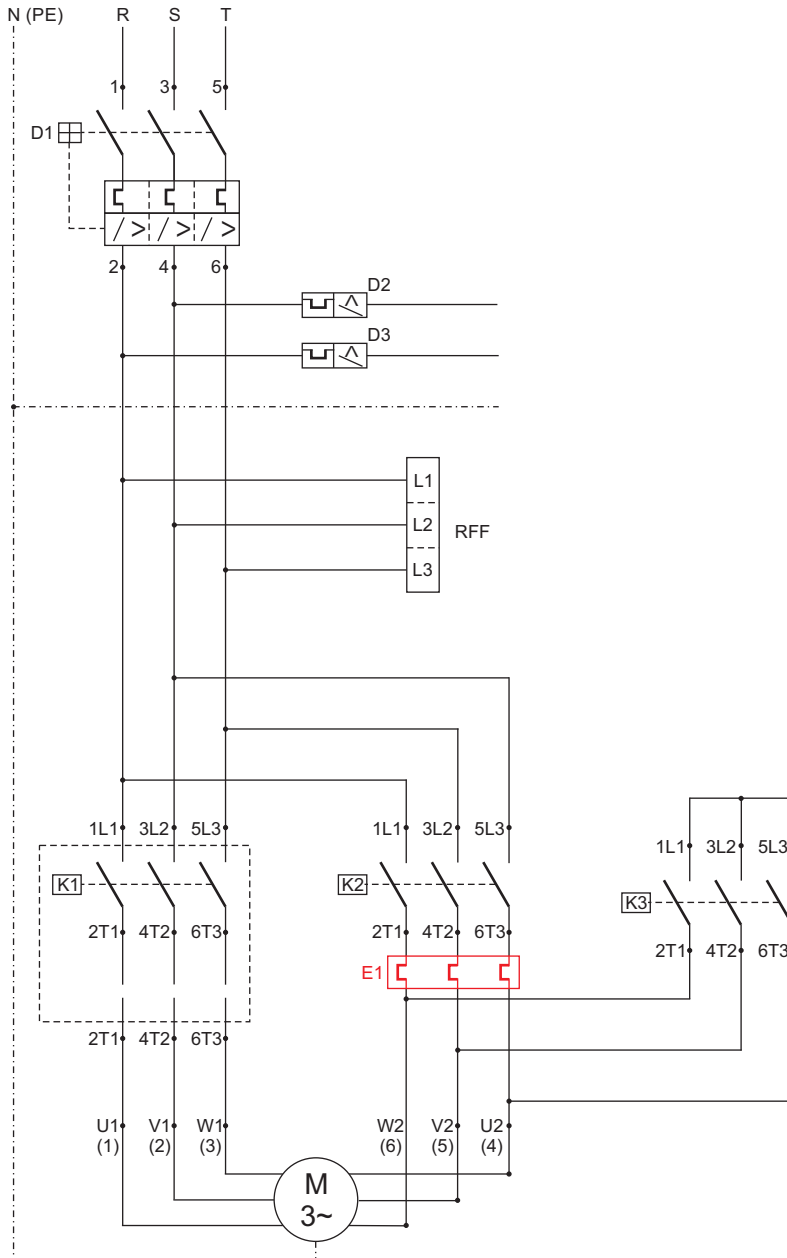 N (PE) R S T
1 3 5
D1
2 4 6
D2
D3
L1
L2 RFF
L3
1L1 3L2 5L3 1L1 3L2 5L3
1L1 3L2 5L3
K1 K2
K3
2T1 4T2 6T3 2T1 4T2 6T3
2T1 4T2 6T3
E1
2T1 4T2 6T3
U1 V1 W1 W2 V2 U2
(1) (2) (3) (6) (5) (4)
M
3~